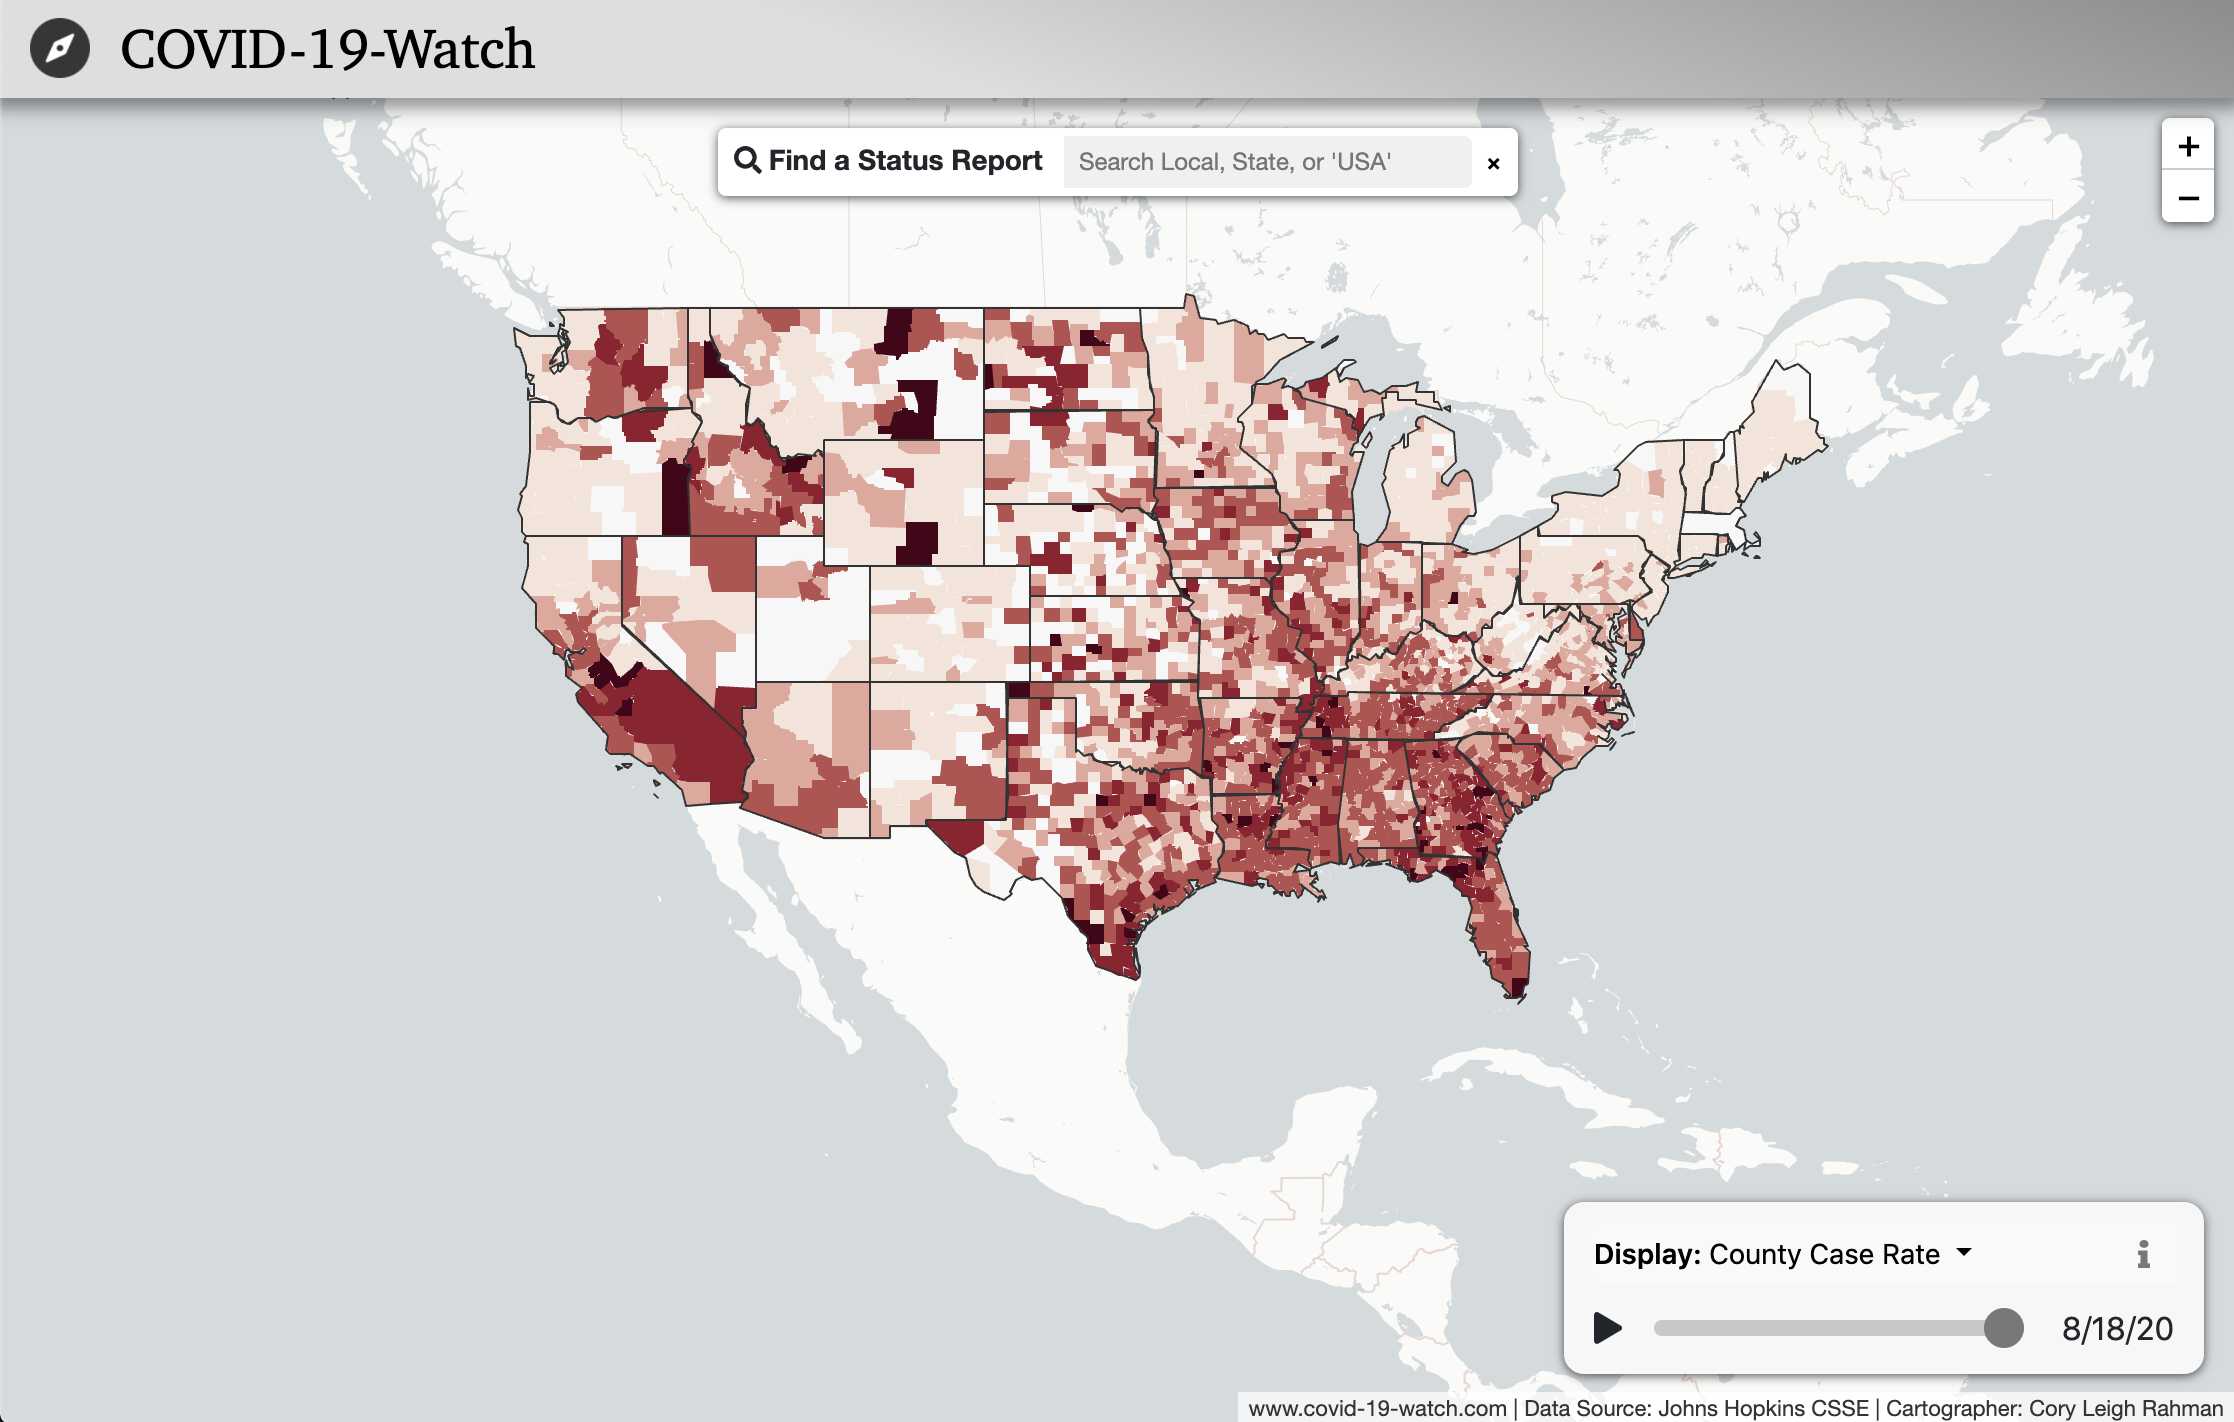 COVID-19-Watch
Find a Status Report
Search Local, State, or 'USA'
×
+
−
Display: County Case Rate
i
8/18/20
www.covid-19-watch.com | Data Source: Johns Hopkins CSSE | Cartographer: Cory Leigh Rahman